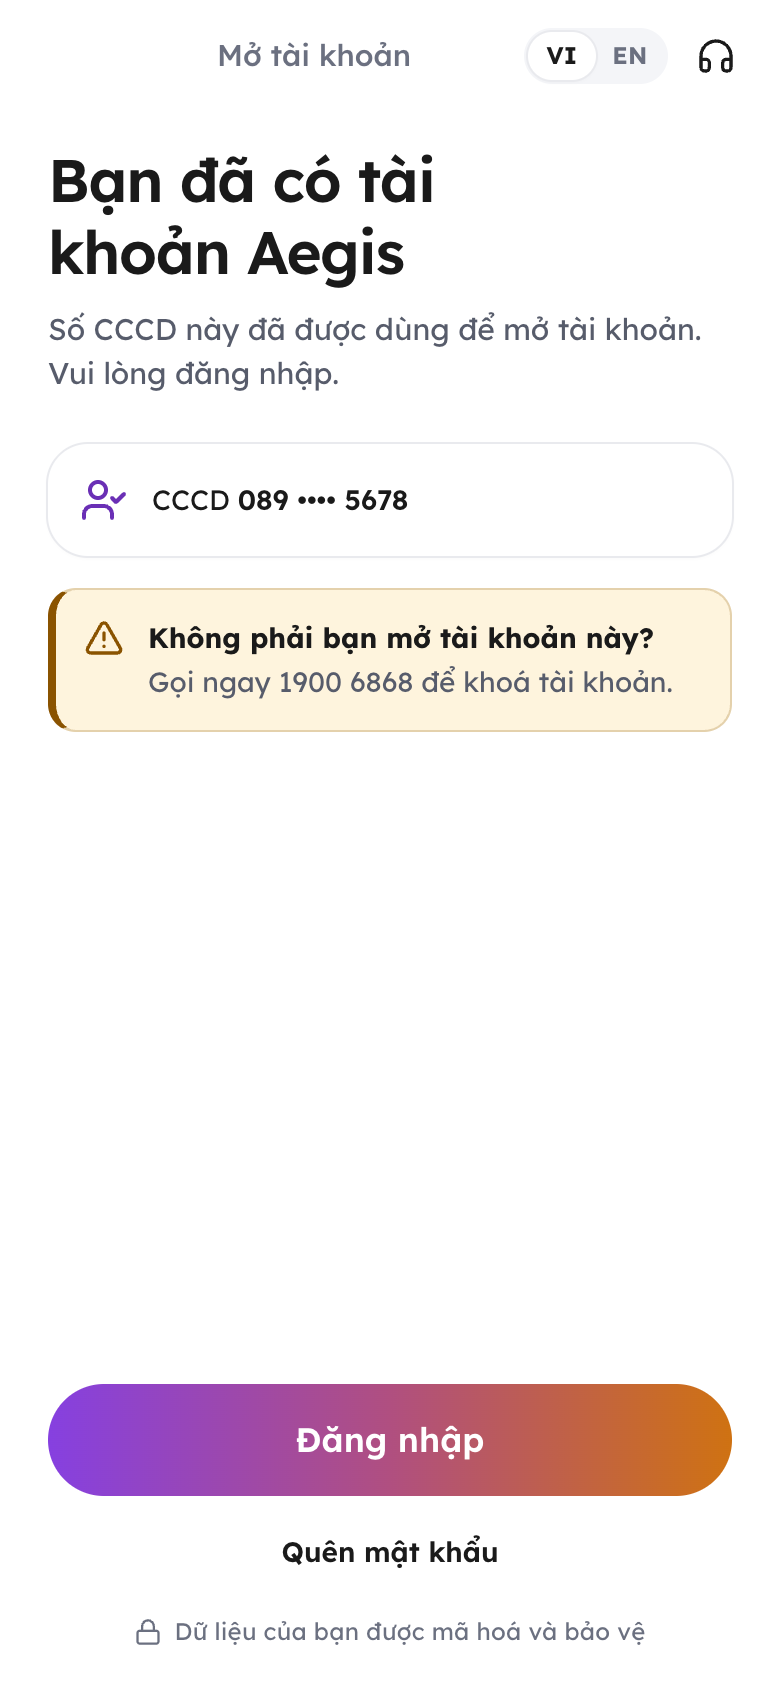 Mở tài khoản
VI EN
Bạn đã có tài
khoản Aegis
Số CCCD này đã được dùng để mở tài khoản.
Vui lòng đăng nhập.
CCCD 089 •••• 5678
Không phải bạn mở tài khoản này?
Gọi ngay 1900 6868 để khoá tài khoản.
Đăng nhập
Quên mật khẩu
Dữ liệu của bạn được mã hoá và bảo vệ